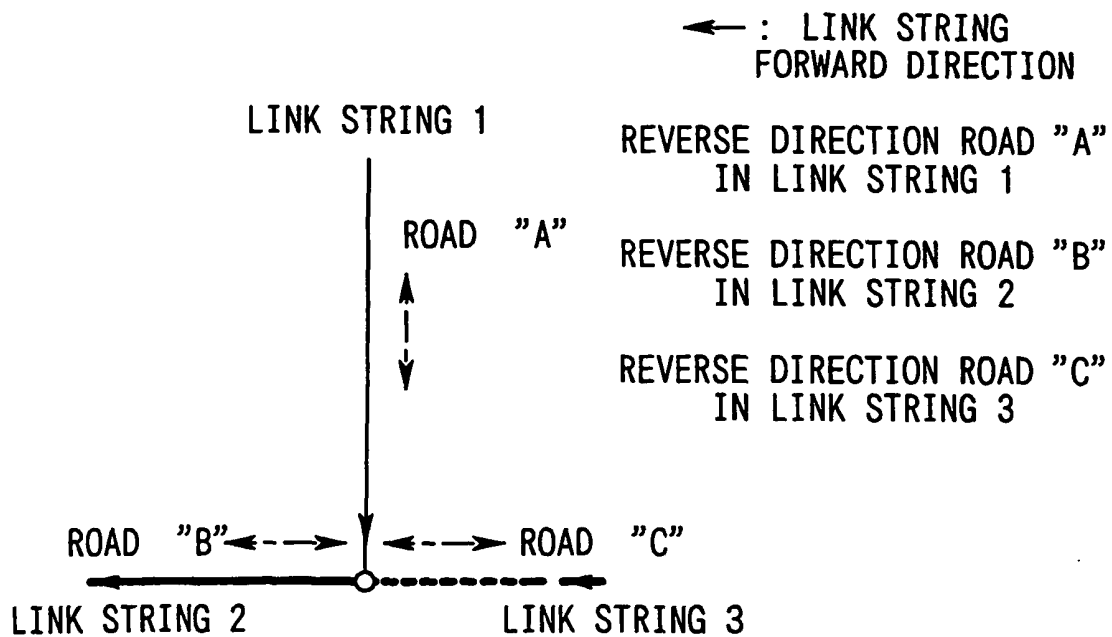 : LINK STRING
FORWARD DIRECTION
LINK STRING 1
REVERSE DIRECTION ROAD "A"
IN LINK STRING 1
ROAD "A"
REVERSE DIRECTION ROAD "B"
IN LINK STRING 2
REVERSE DIRECTION ROAD "C"
IN LINK STRING 3
ROAD "B"
ROAD "C"
LINK STRING 2
LINK STRING 3